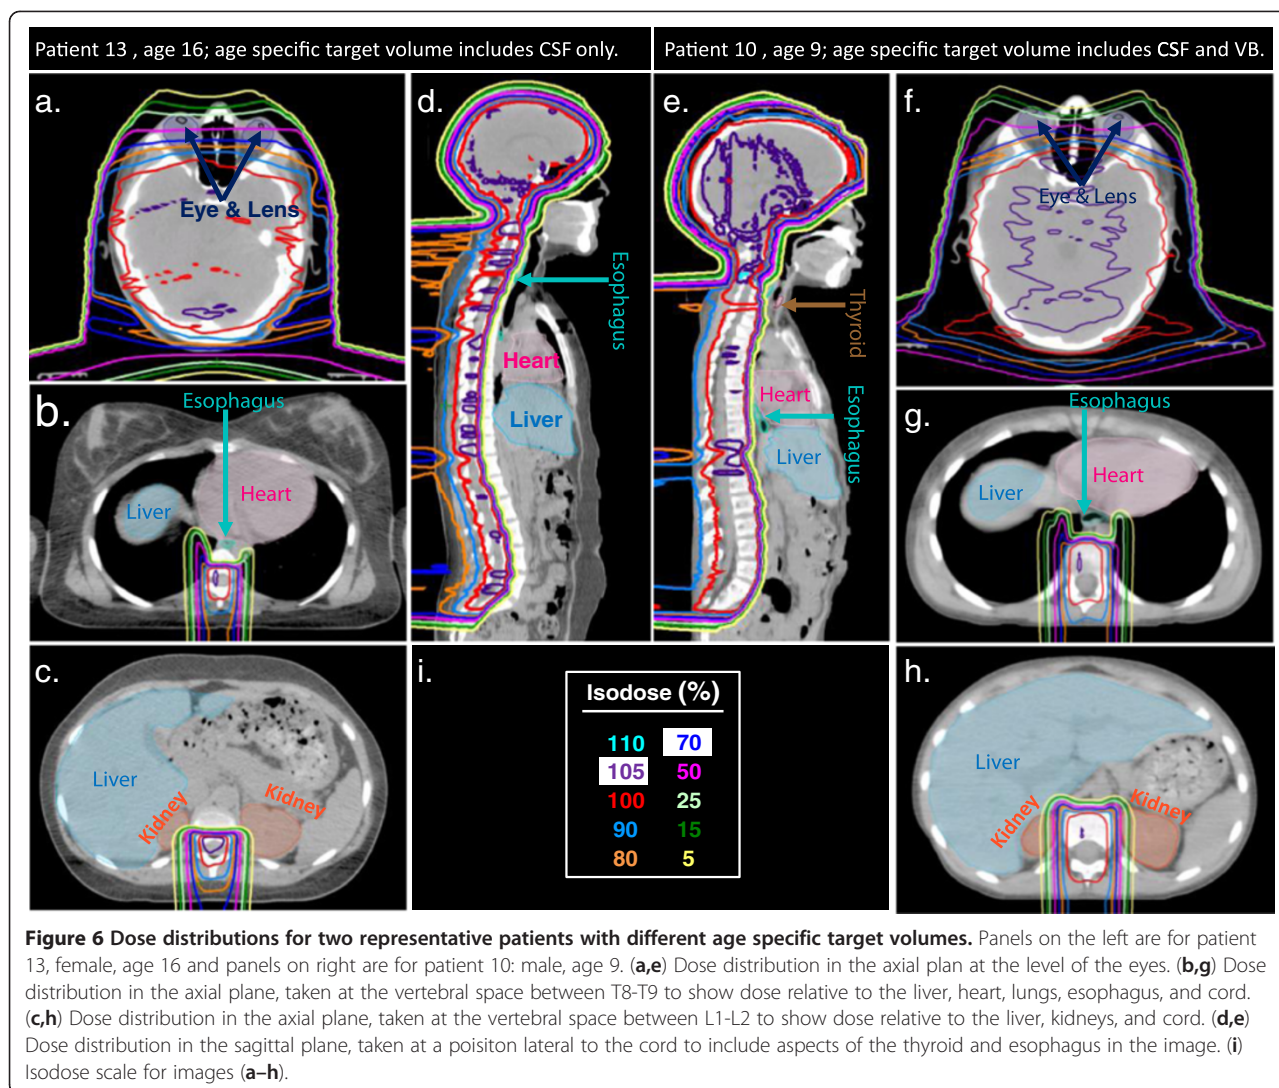 Patient 13 , age 16; age specific target volume includes CSF only.
Patient 10 , age 9; age specific target volume includes CSF and VB.
a.
Eye & Lens
d.
Esophagus
Heart
Liver
e.
Thyroid
Heart
Esophagus
Liver
f.
Eye & Lens
b.
Esophagus
Liver
Heart
g.
Esophagus
Liver
Heart
c.
Liver
Kidney
Kidney
i.
Isodose (%)
110 70
105 50
100 25
90 15
80 5
h.
Liver
Kidney
Kidney
Figure 6 Dose distributions for two representative patients with different age specific target volumes. Panels on the left are for patient
13, female, age 16 and panels on right are for patient 10: male, age 9. (a,e) Dose distribution in the axial plan at the level of the eyes. (b,g) Dose
distribution in the axial plane, taken at the vertebral space between T8-T9 to show dose relative to the liver, heart, lungs, esophagus, and cord.
(c,h) Dose distribution in the axial plane, taken at the vertebral space between L1-L2 to show dose relative to the liver, kidneys, and cord. (d,e)
Dose distribution in the sagittal plane, taken at a poisiton lateral to the cord to include aspects of the thyroid and esophagus in the image. (i)
Isodose scale for images (a–h).